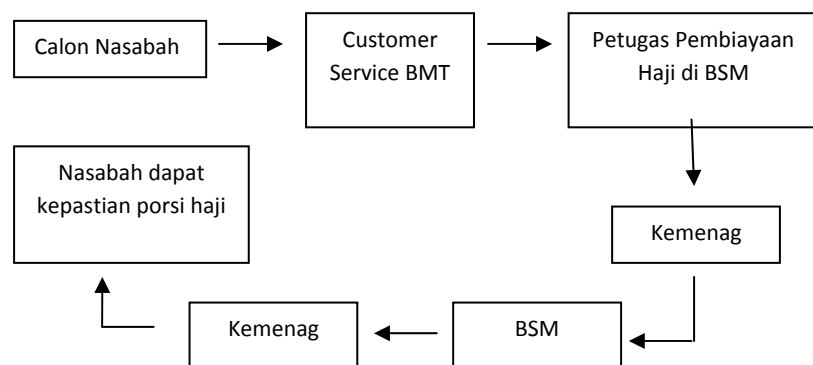 Calon Nasabah
Customer
Service BMT
Petugas Pembiayaan
Haji di BSM
Kemenag
BSM
Kemenag
Nasabah dapat
kepastian porsi haji